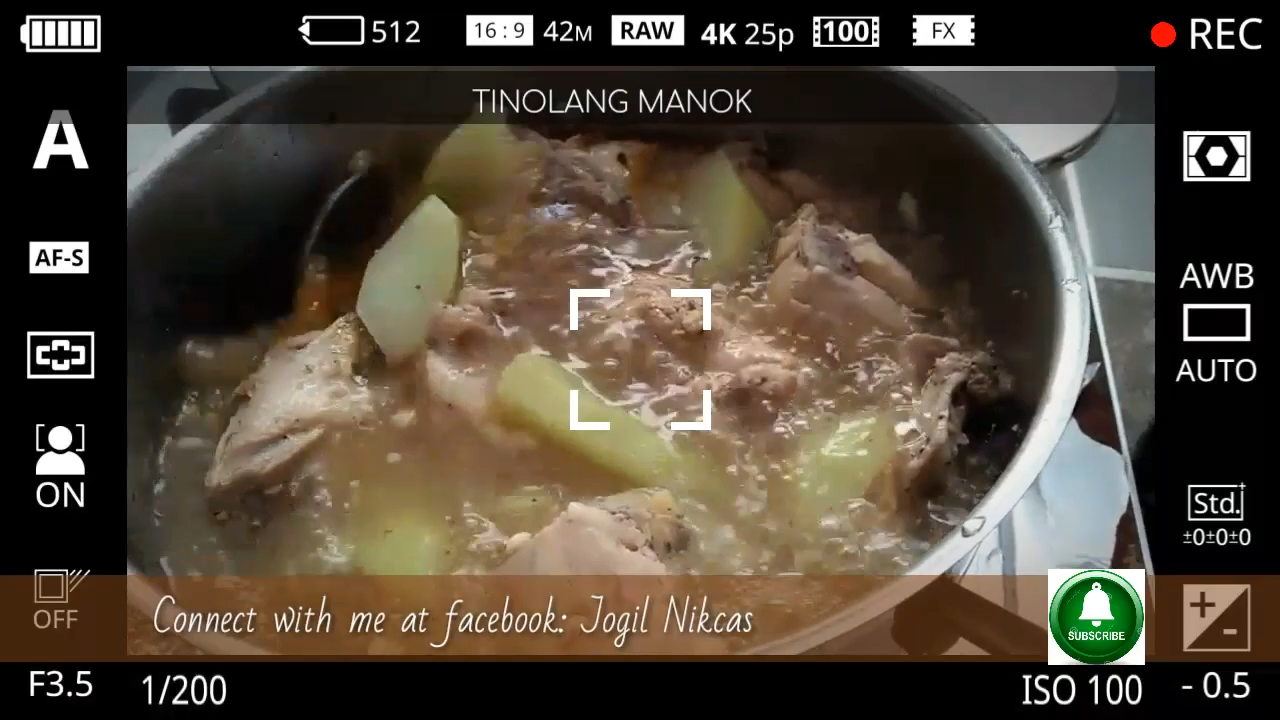 512
16 : 9
42M
RAW
4K 25p
100
FX
REC
TINOLANG MANOK
A
AF-S
ON
OFF
AWB
AUTO
Std.+
±0±0±0
Connect with me at facebook: Jogil Nikcas
SUBSCRIBE
F3.5
1/200
ISO 100
- 0.5